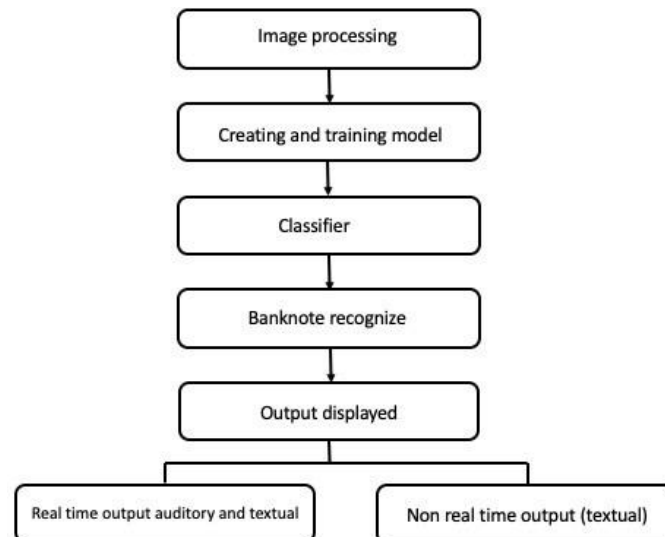 Image processing
Creating and training model
Classifier
Banknote recognize
Output displayed
Real time output auditory and textual
Non real time output (textual)